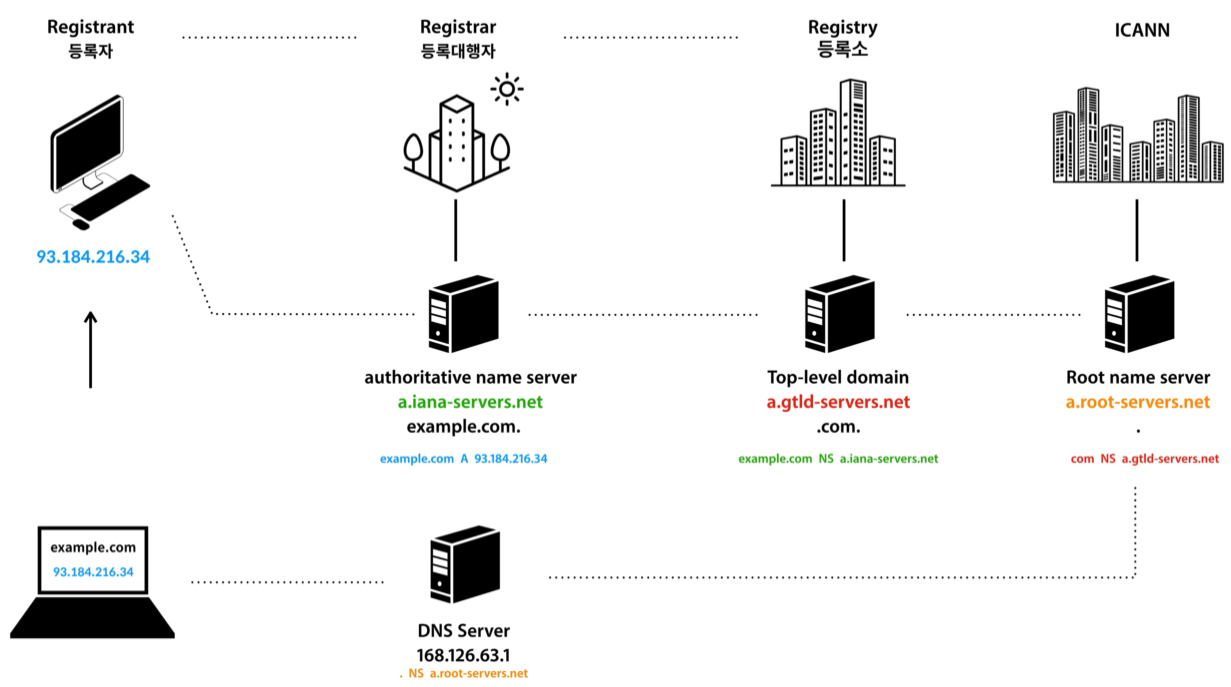 Registrant
등록자
Registrar
등록대행자
Registry
등록소
ICANN
93.184.216.34
authoritative name server
a.iana-servers.net
example.com.
example.com A 93.184.216.34
Top-level domain
a.gtld-servers.net
.com.
example.com NS a.iana-servers.net
Root name server
a.root-servers.net
.
com NS a.gtld-servers.net
example.com
93.184.216.34
DNS Server
168.126.63.1
. NS a.root-servers.net